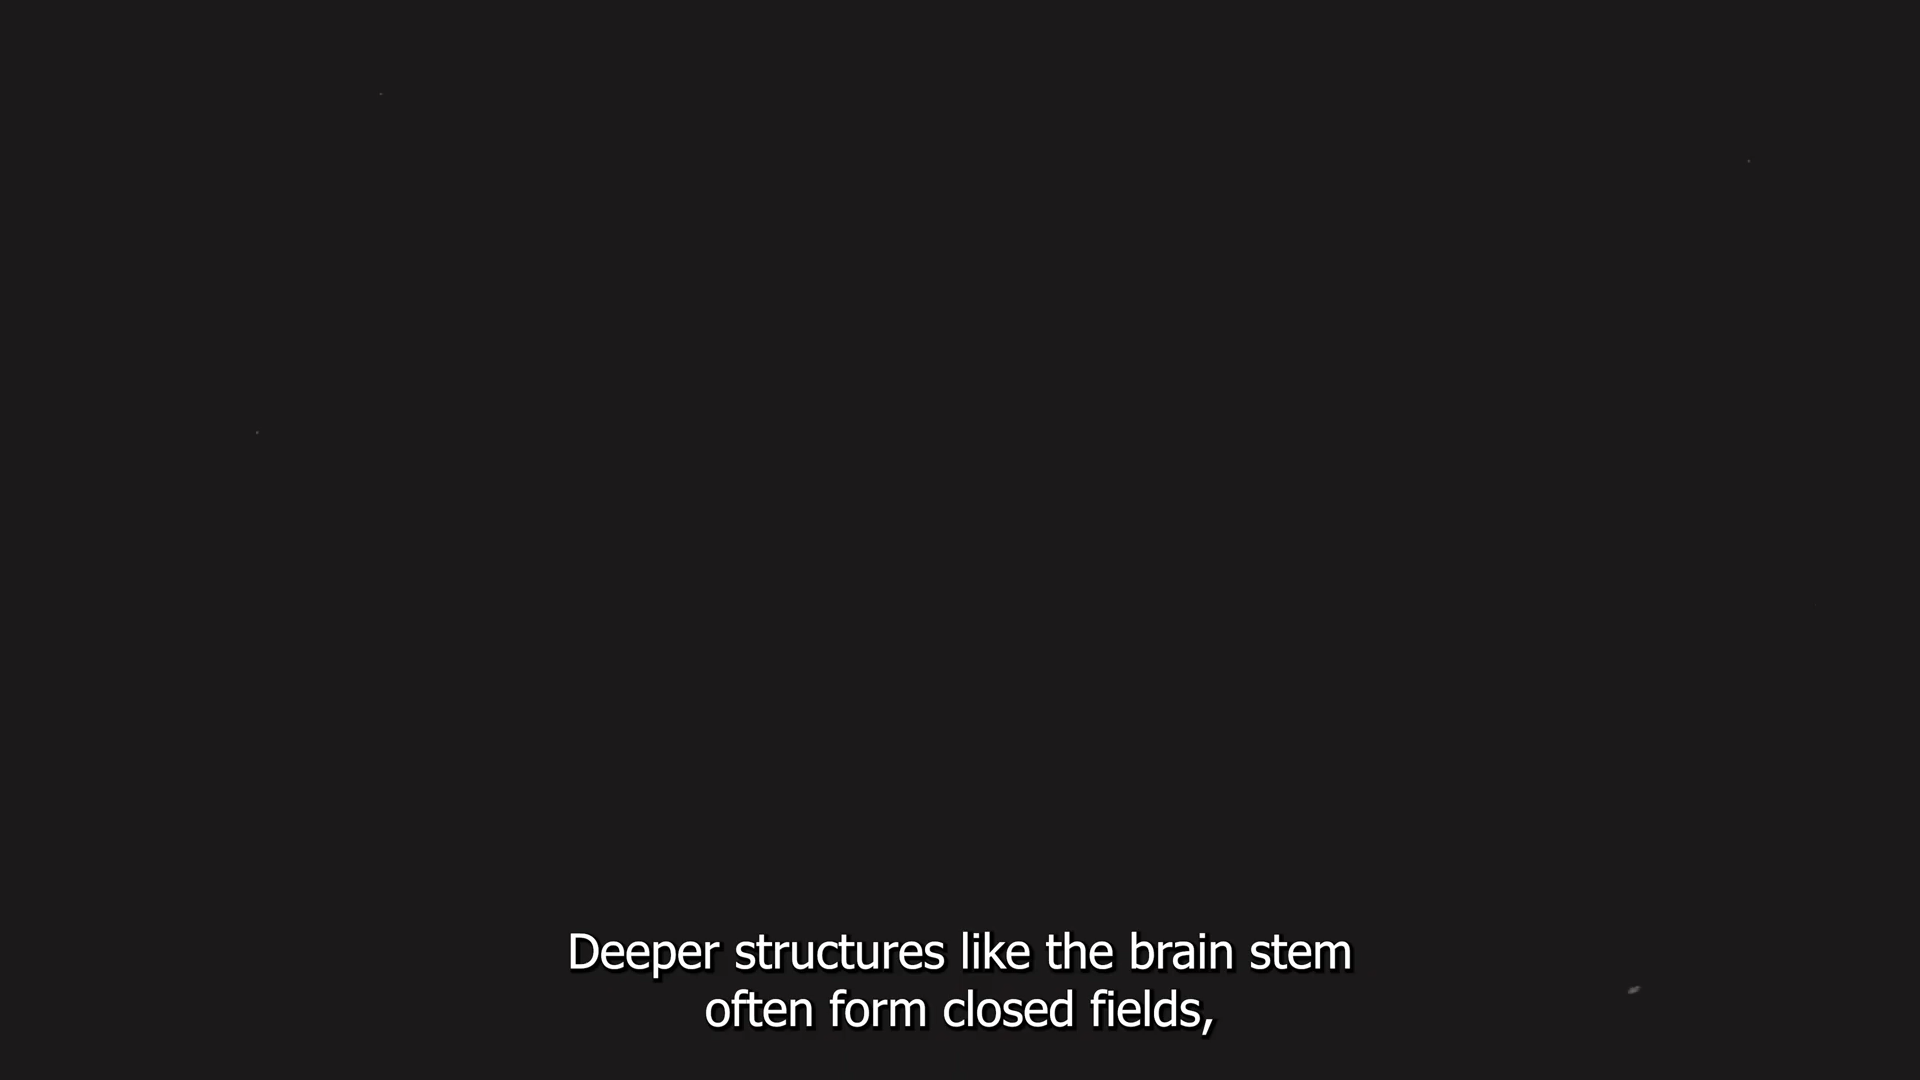 Deeper structures like the brain stem
often form closed fields,